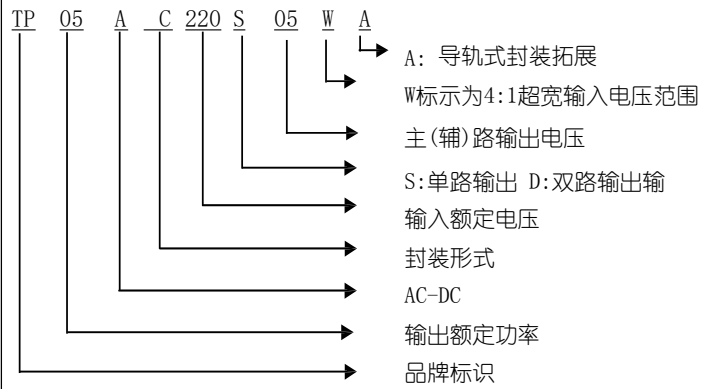 TP 05 A C 220 S 05 W A
A: 导轨式封装拓展
W标示为4:1超宽输入电压范围
主(辅)路输出电压
S:单路输出 D:双路输出输
输入额定电压
封装形式
AC-DC
输出额定功率
品牌标识